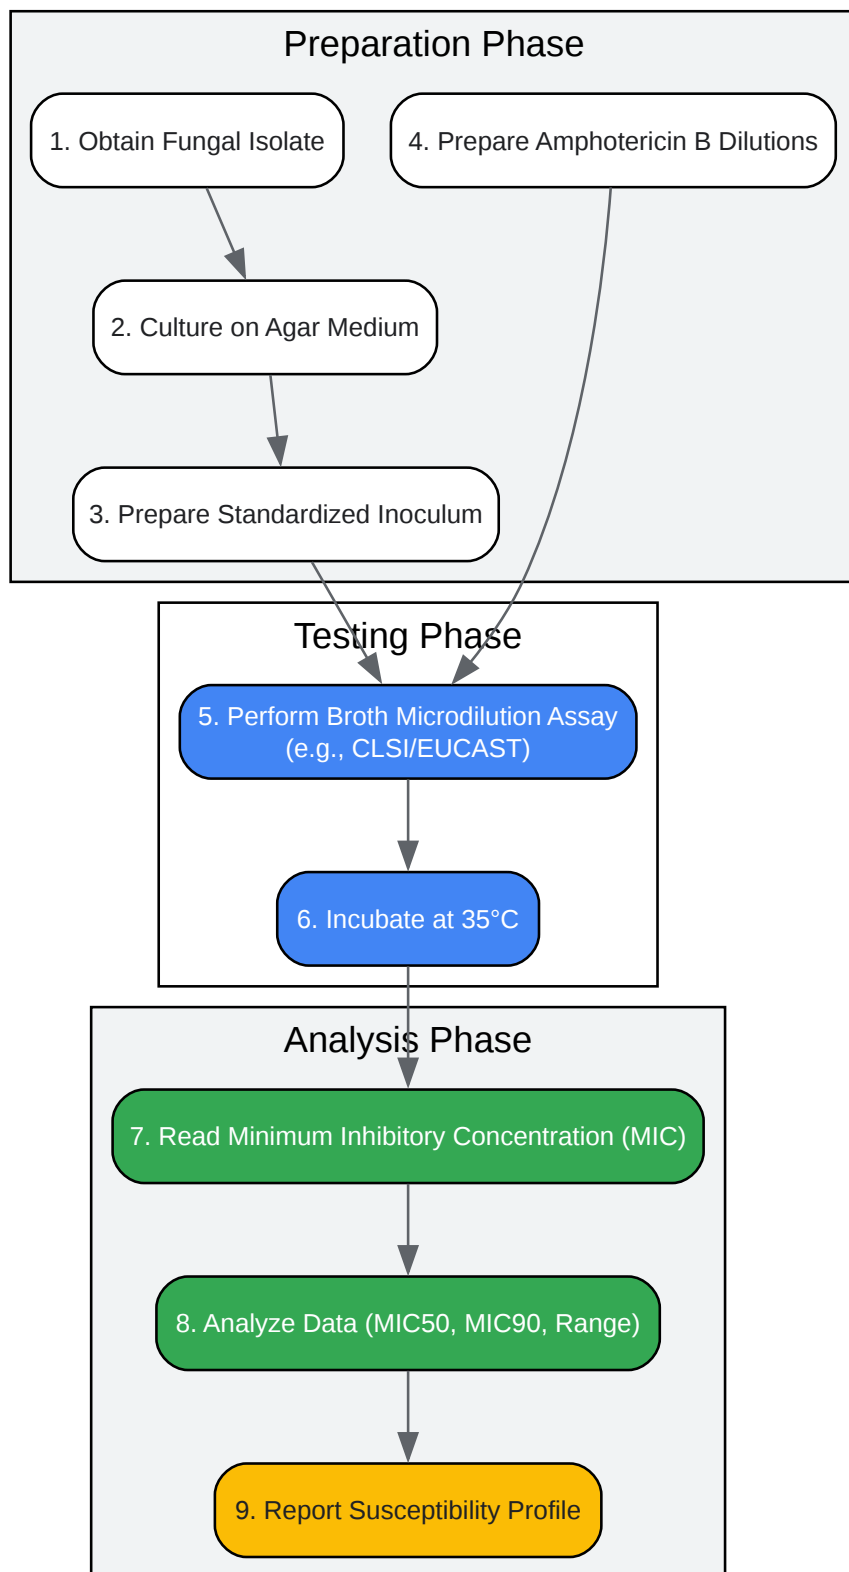 Preparation Phase
1. Obtain Fungal Isolate
4. Prepare Amphotericin B Dilutions
2. Culture on Agar Medium
3. Prepare Standardized Inoculum
Testing Phase
5. Perform Broth Microdilution Assay
(e.g., CLSI/EUCAST)
6. Incubate at 35°C
Analysis Phase
7. Read Minimum Inhibitory Concentration (MIC)
8. Analyze Data (MIC50, MIC90, Range)
9. Report Susceptibility Profile